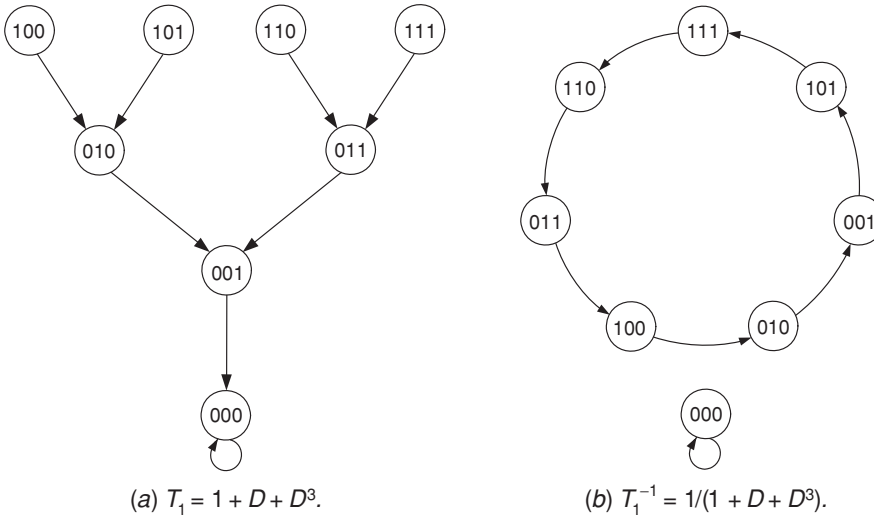 100 101 110 111
010 011
001
000
(a) T₁ = 1 + D + D³.
111
110 101
011 001
100 010
000
(b) T₁⁻¹ = 1/(1 + D + D³).